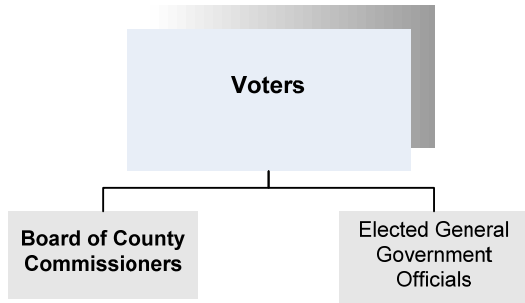 Voters
Board of County
Commissioners
Elected General
Government
Officials